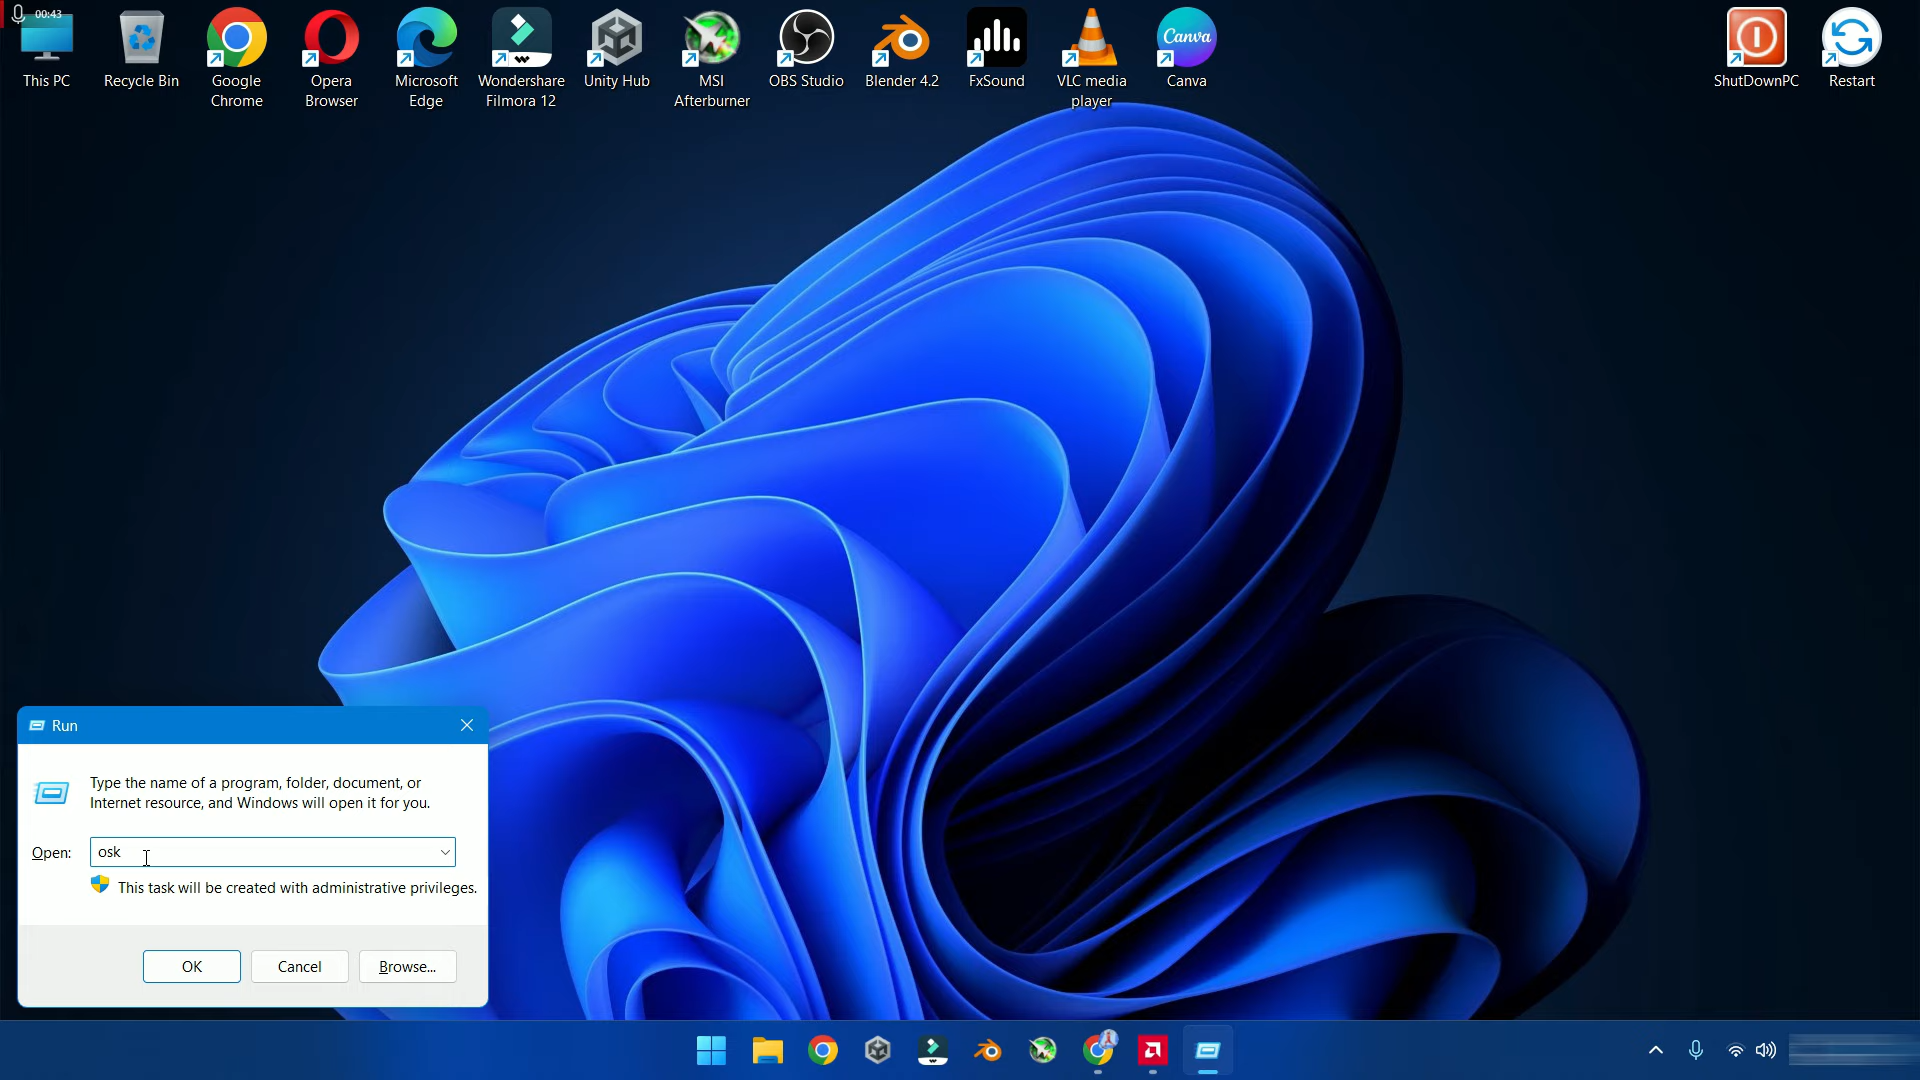 00:43
This PC
Recycle Bin
Google
Chrome
Opera
Browser
Microsoft
Edge
Wondershare
Filmora 12
Unity Hub
MSI
Afterburner
OBS Studio
Blender 4.2
FxSound
VLC media
player
Canva
Canva
ShutDownPC
Restart
Run
Type the name of a program, folder, document, or
Internet resource, and Windows will open it for you.
Open:
osk
This task will be created with administrative privileges.
OK
Cancel
Browse...